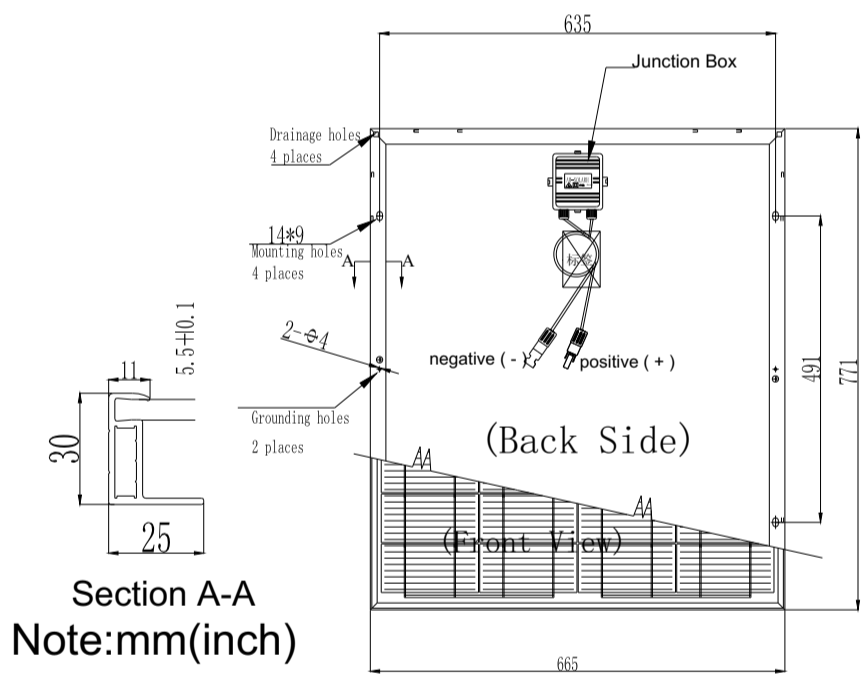 635
Junction Box
Drainage holes
4 places
14*9
Mounting holes
4 places
A
A
标签
5.5+0.1
2-Φ4
negative ( - )
positive ( + )
11
491
771
Grounding holes
2 places
30
(Back Side)
25
(Front View)
Section A-A
Note:mm(inch)
665